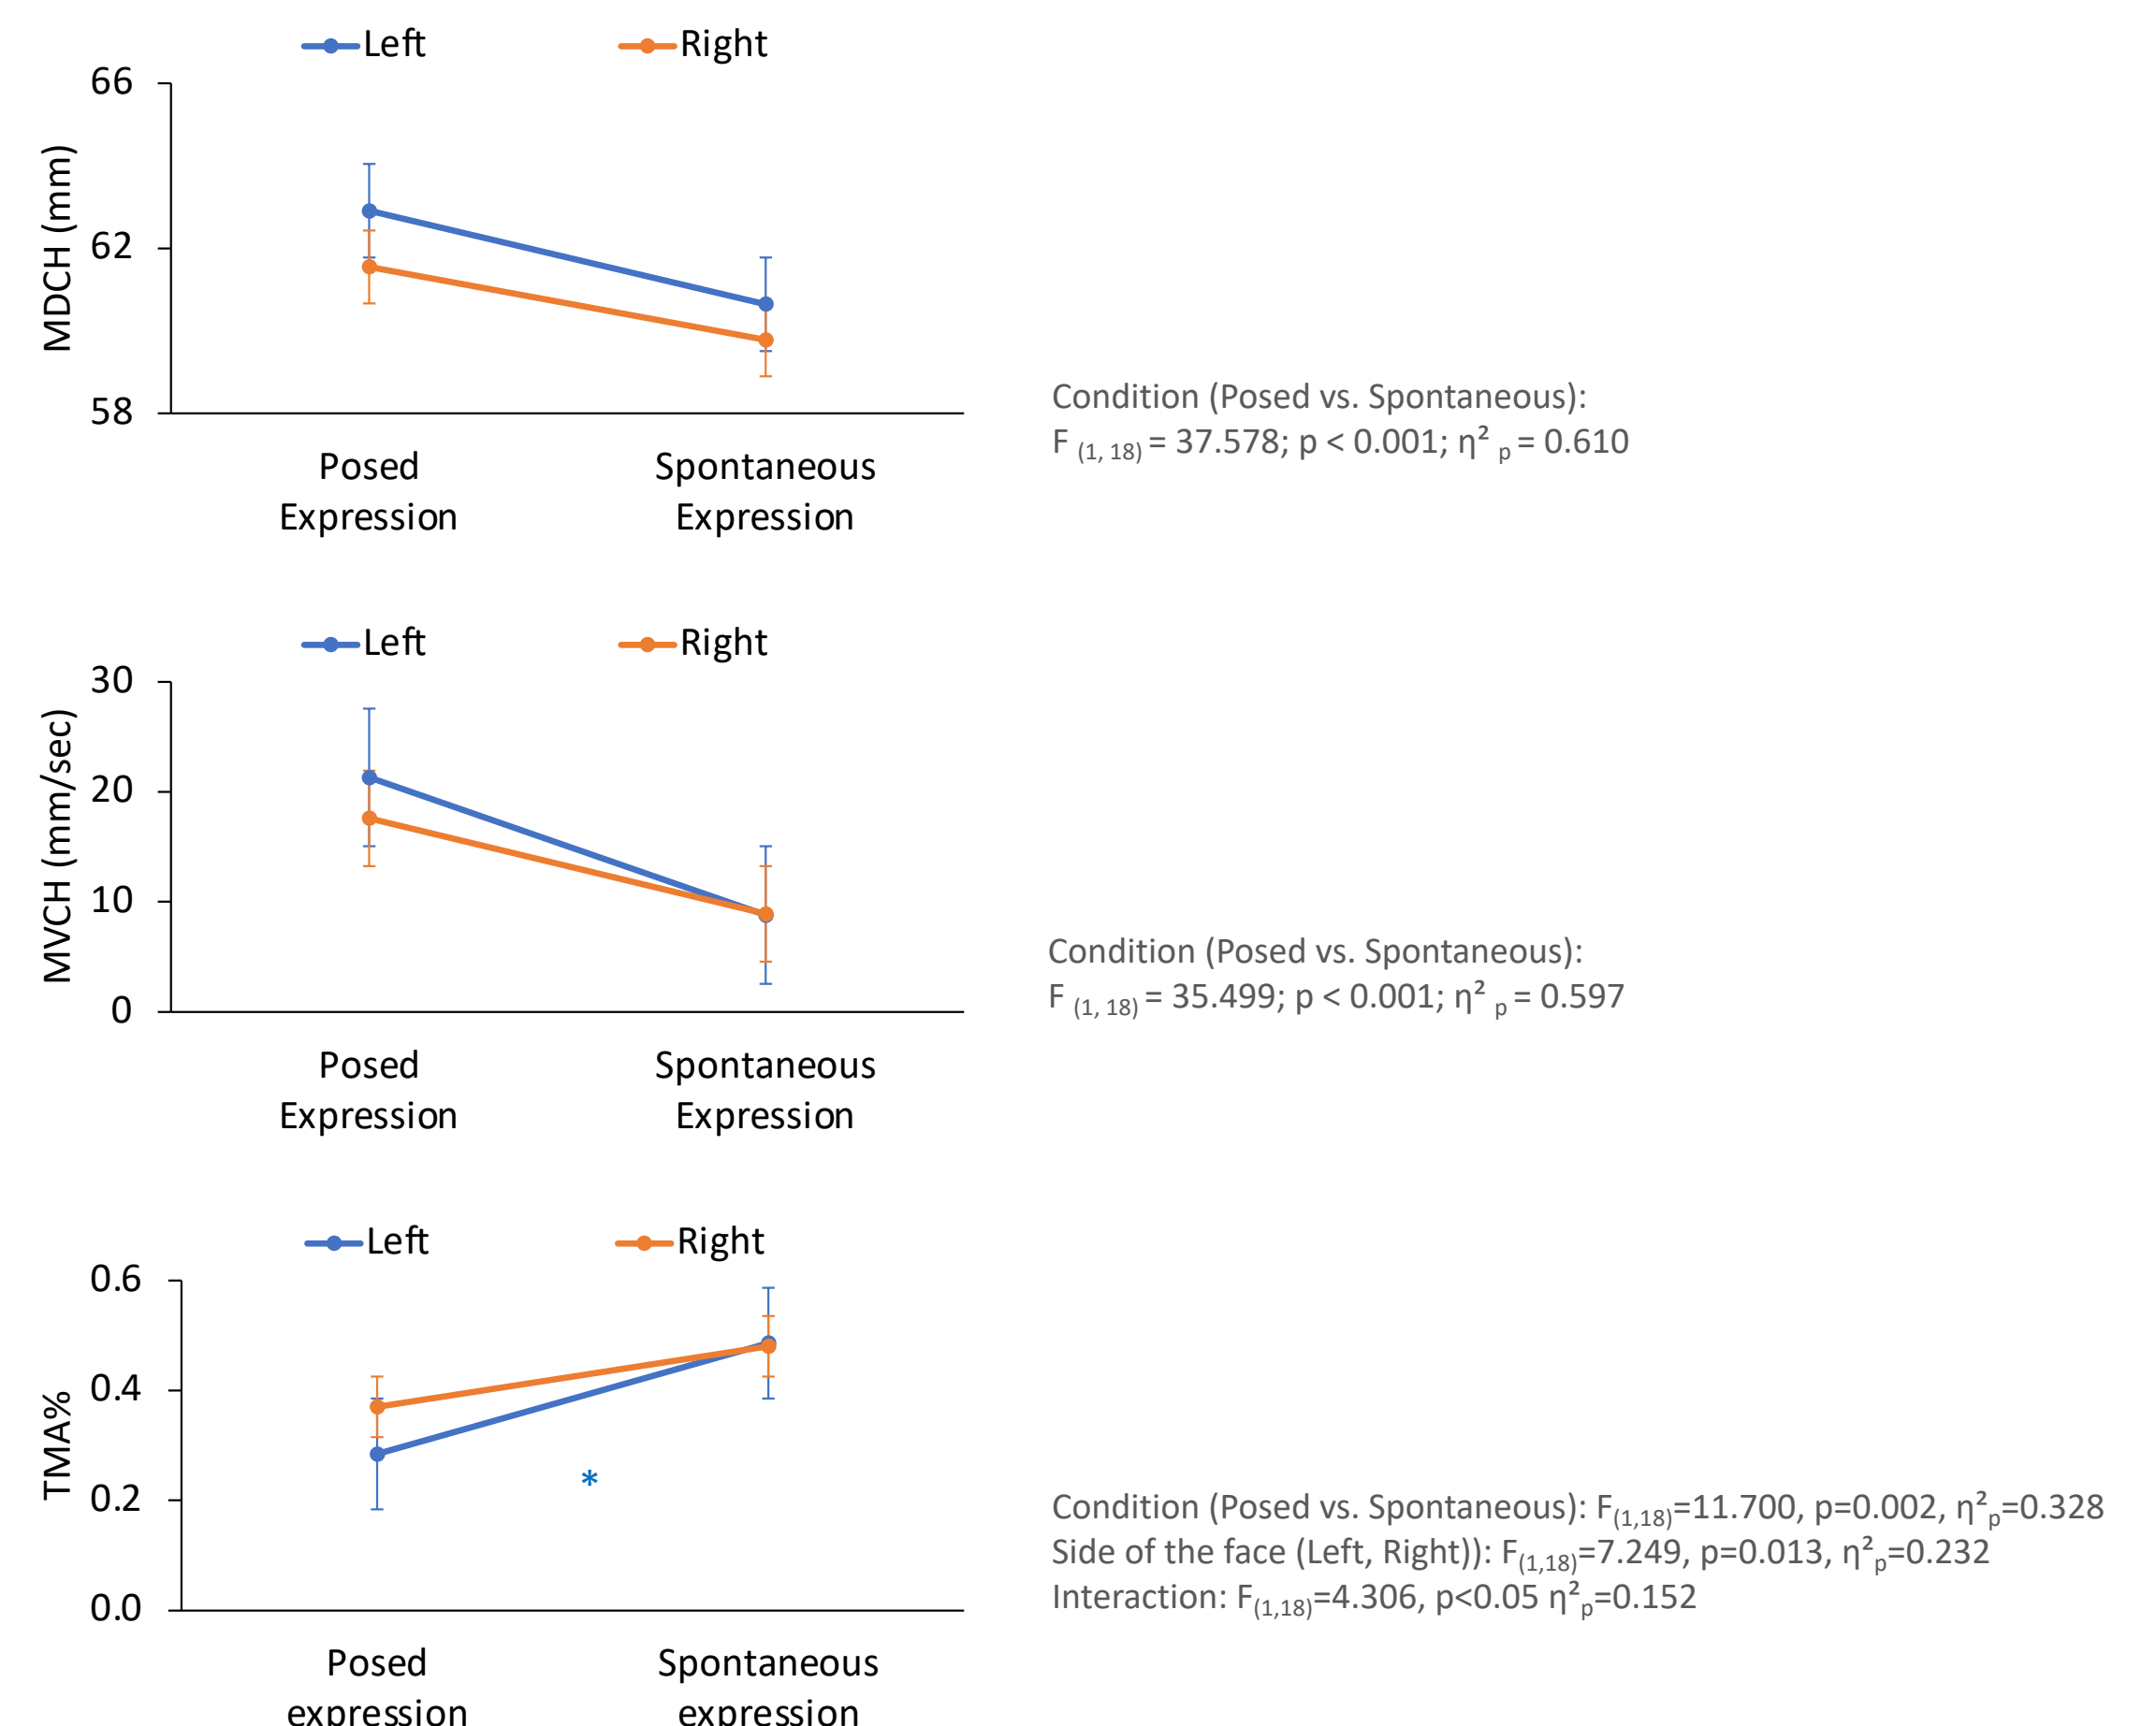 Left Right
66
62
58
MDCH (mm)
Posed Expression
Spontaneous Expression
Condition (Posed vs. Spontaneous):
F (1, 18) = 37.578; p < 0.001; η² p = 0.610
Left Right
30
20
10
0
MVCH (mm/sec)
Posed Expression
Spontaneous Expression
Condition (Posed vs. Spontaneous):
F (1, 18) = 35.499; p < 0.001; η² p = 0.597
Left Right
0.6
0.4
0.2
0.0
TMA%
*
Posed expression
Spontaneous expression
Condition (Posed vs. Spontaneous): F(1,18)=11.700, p=0.002, η²p=0.328
Side of the face (Left, Right)): F(1,18)=7.249, p=0.013, η²p=0.232
Interaction: F(1,18)=4.306, p<0.05 η²p=0.152